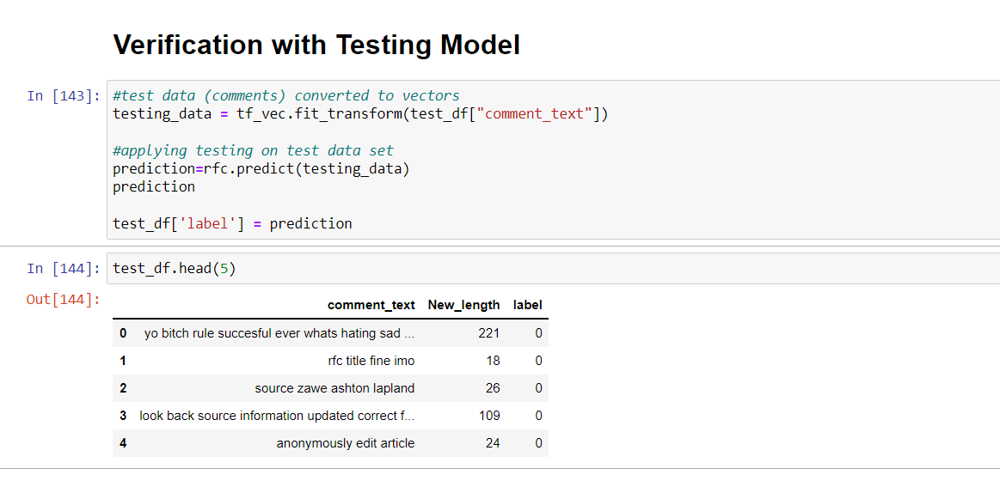 Verification with Testing Model
In [143]: #test data (comments) converted to vectors
testing_data = tf_vec.fit_transform(test_df["comment_text"])
#applying testing on test data set
prediction=rfc.predict(testing_data)
prediction
test_df['label'] = prediction
In [144]: test_df.head(5)
Out[144]:
comment_text New_length label
0 yo bitch rule succesful ever whats hating sad ... 221 0
1 rfc title fine imo 18 0
2 source zawe ashton lapland 26 0
3 look back source information updated correct f... 109 0
4 anonymously edit article 24 0